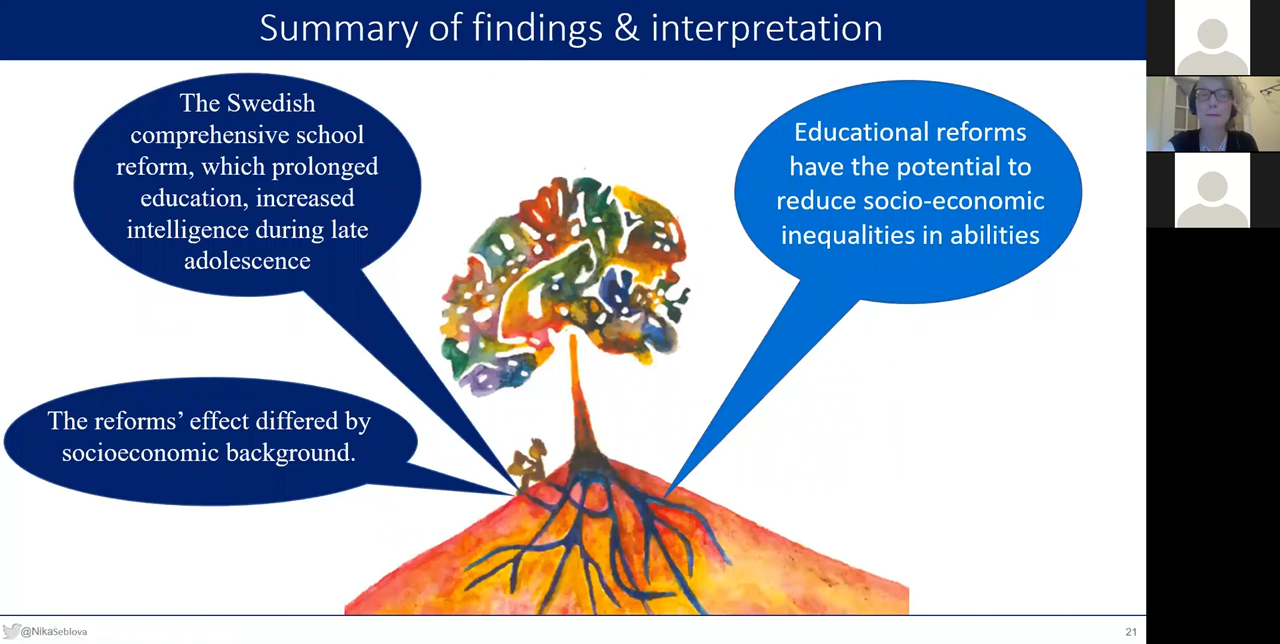 Summary of findings & interpretation
The Swedish
comprehensive school
reform, which prolonged
education, increased
intelligence during late
adolescence
Educational reforms
have the potential to
reduce socio-economic
inequalities in abilities
The reforms’ effect differed by
socioeconomic background.
@NikaSeblova
21